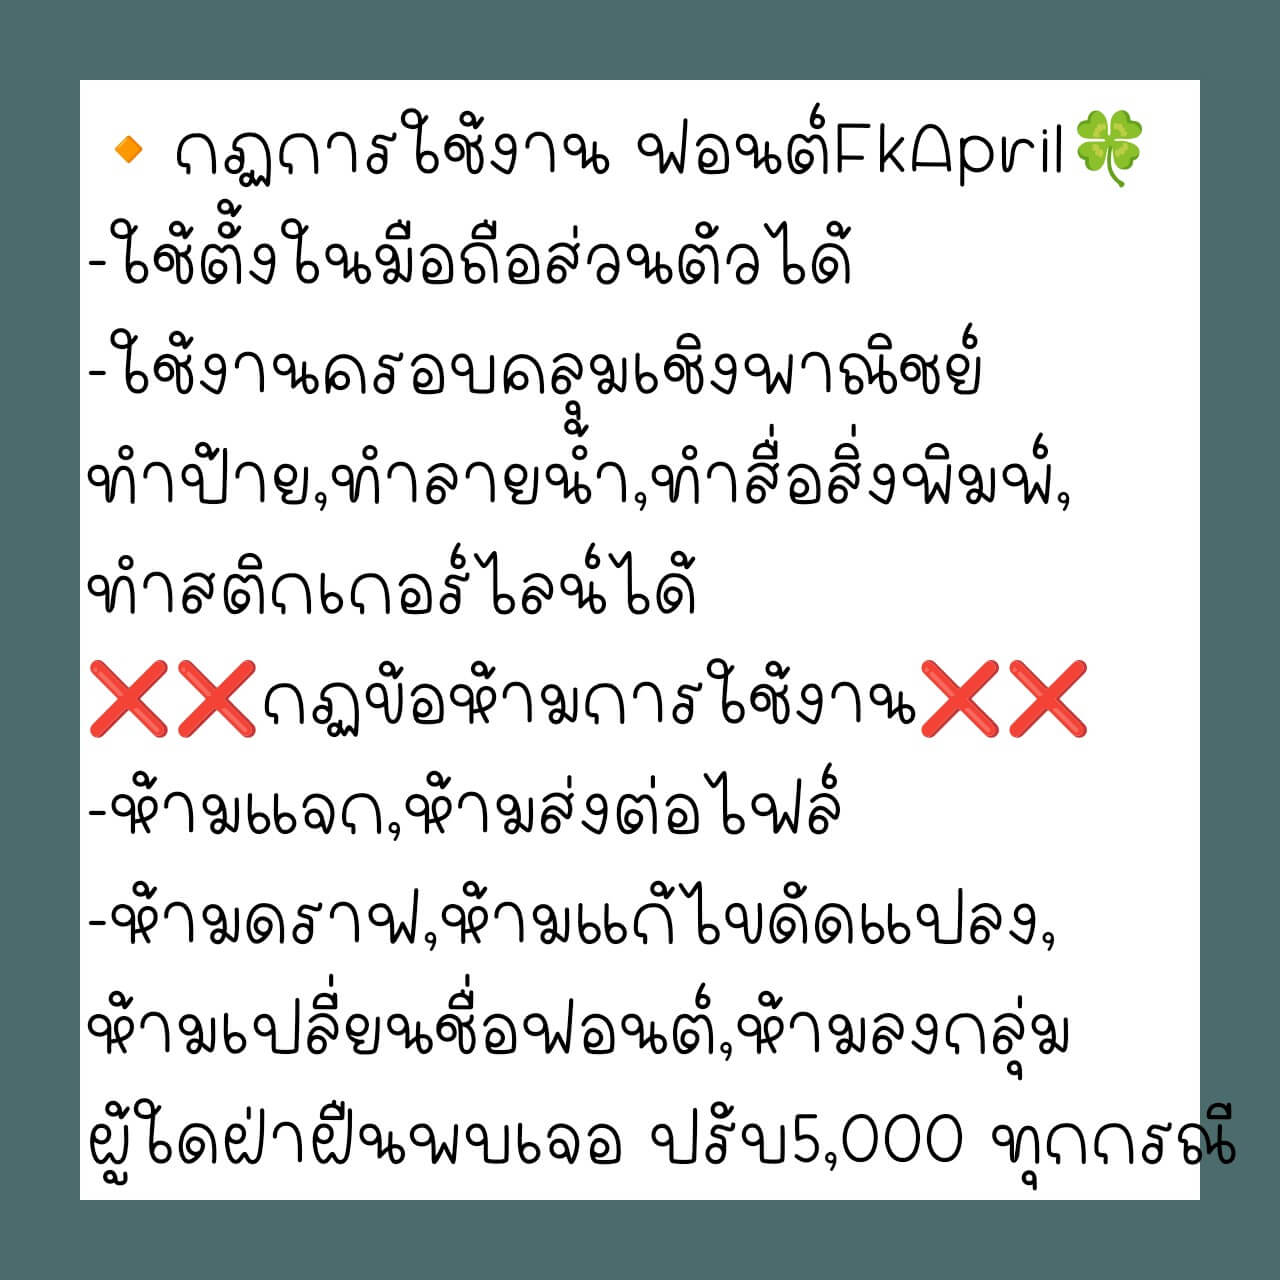 🔸กฏการใช้งาน ฟอนต์FkApril🍀
-ใช้ตั้งในมือถือส่วนตัวได้
-ใช้งานครอบคลุมเชิงพาณิชย์
ทำป้าย,ทำลายน้ำ,ทำสื่อสิ่งพิมพ์,
ทำสติกเกอร์ไลน์ได้
❌❌กฏข้อห้ามการใช้งาน❌❌
-ห้ามแจก,ห้ามส่งต่อไฟล์
-ห้ามดราฟ,ห้ามแก้ไขดัดแปลง,
ห้ามเปลี่ยนชื่อฟอนต์,ห้ามลงกลุ่ม
ผู้ใดฝ่าฝืนพบเจอ ปรับ5,000 ทุกกรณี